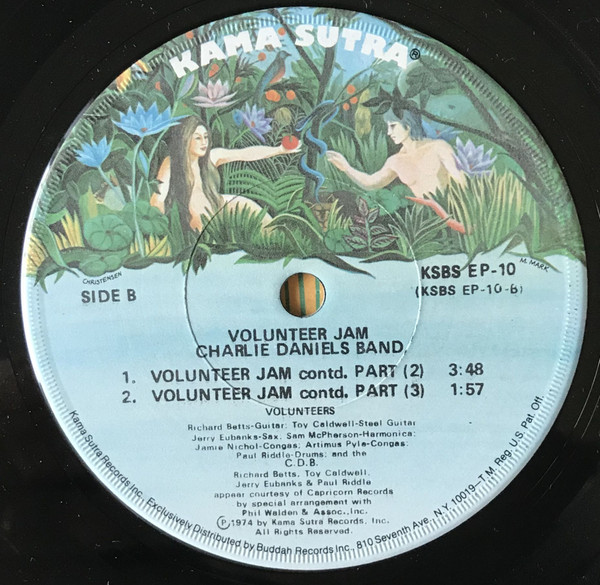 KAMA SUTRA®
CHRISTENSEN
M. MARK
SIDE B
KSBS EP-10
(KSBS EP-10-B)
VOLUNTEER JAM
CHARLIE DANIELS BAND.
1. VOLUNTEER JAM contd. PART (2) 3:48
2. VOLUNTEER JAM contd. PART (3) 1:57
VOLUNTEERS
Richard Betts-Guitar; Toy Caldwell-Steel Guitar
Jerry Eubanks-Sax, Sam McPherson-Harmonica;
Jamie Nichol-Congas; Artimus Pyle-Congas;
Paul Riddle-Drums; and the
C.D.B.
Richard Betts, Toy Caldwell,
Jerry Eubanks & Paul Riddle
appear courtesy of Capricorn Records
by special arrangement with
Phil Walden & Assoc., Inc.
Ⓟ1974 by Kama Sutra Records, Inc.
All Rights Reserved.
Kama Sutra Records Inc. Exclusively Distributed by Buddah Records Inc. 810 Seventh Ave., N.Y. 10019—T.M. Reg. U.S. Pat. Off.